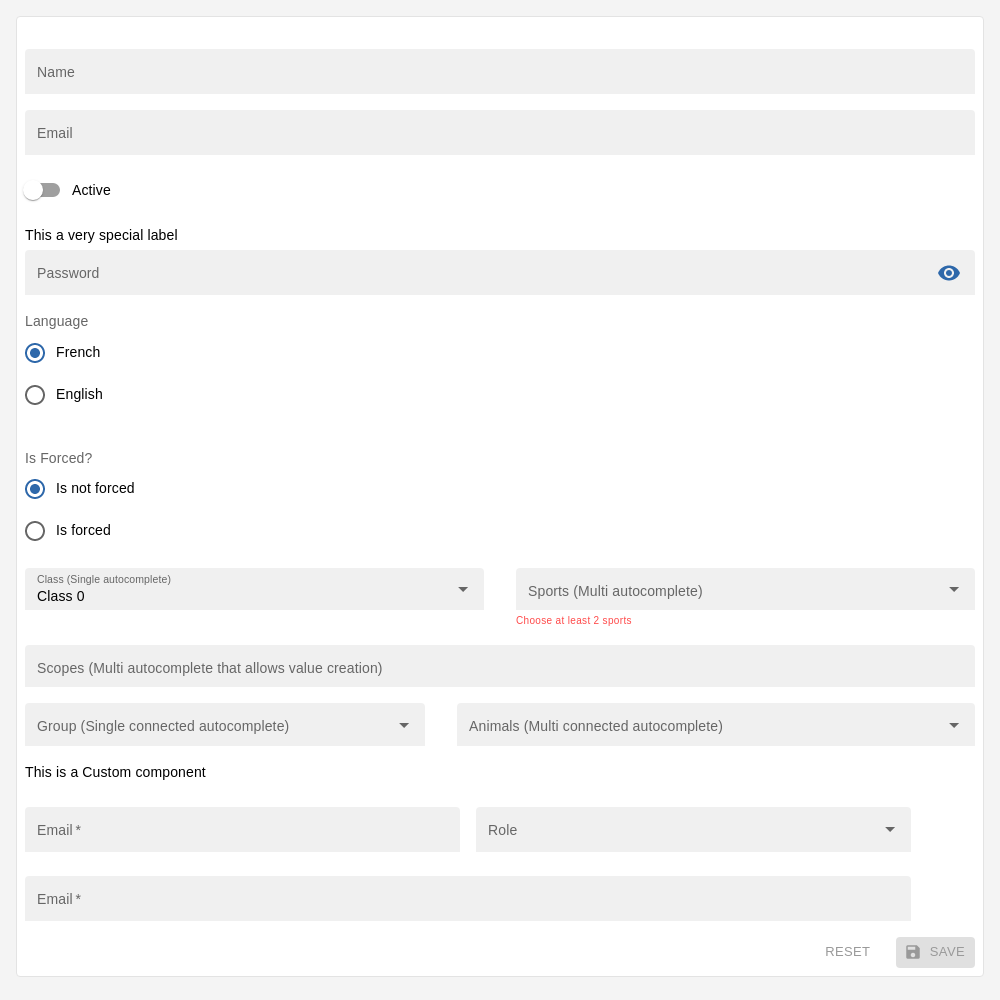 Name
Email
Active
This a very special label
Password
Language
French
English
Is Forced?
Is not forced
Is forced
Class (Single autocomplete)
Class 0
Sports (Multi autocomplete)
Choose at least 2 sports
Scopes (Multi autocomplete that allows value creation)
Group (Single connected autocomplete)
Animals (Multi connected autocomplete)
This is a Custom component
Email *
Role
Email *
RESET
SAVE